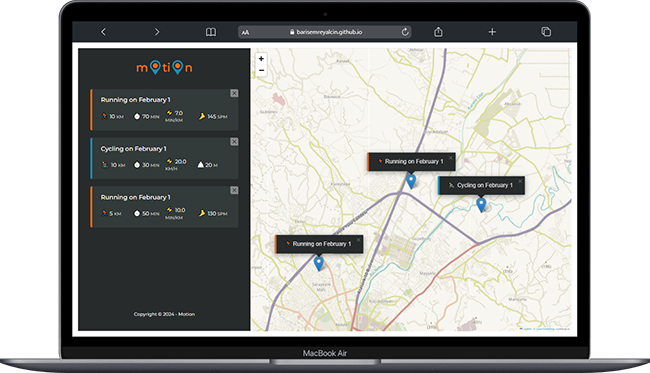 AA
barisemreyalcin.github.io
motion
Running on February 1
10 KM
70 MIN
7.0 MIN/KM
145 SPM
Cycling on February 1
10 KM
30 MIN
20.0 KM/H
20 M
Running on February 1
5 KM
50 MIN
10.0 MIN/KM
130 SPM
Copyright © 2024 - Motion
+
−
Running on February 1
Cycling on February 1
Running on February 1
MacBook Air